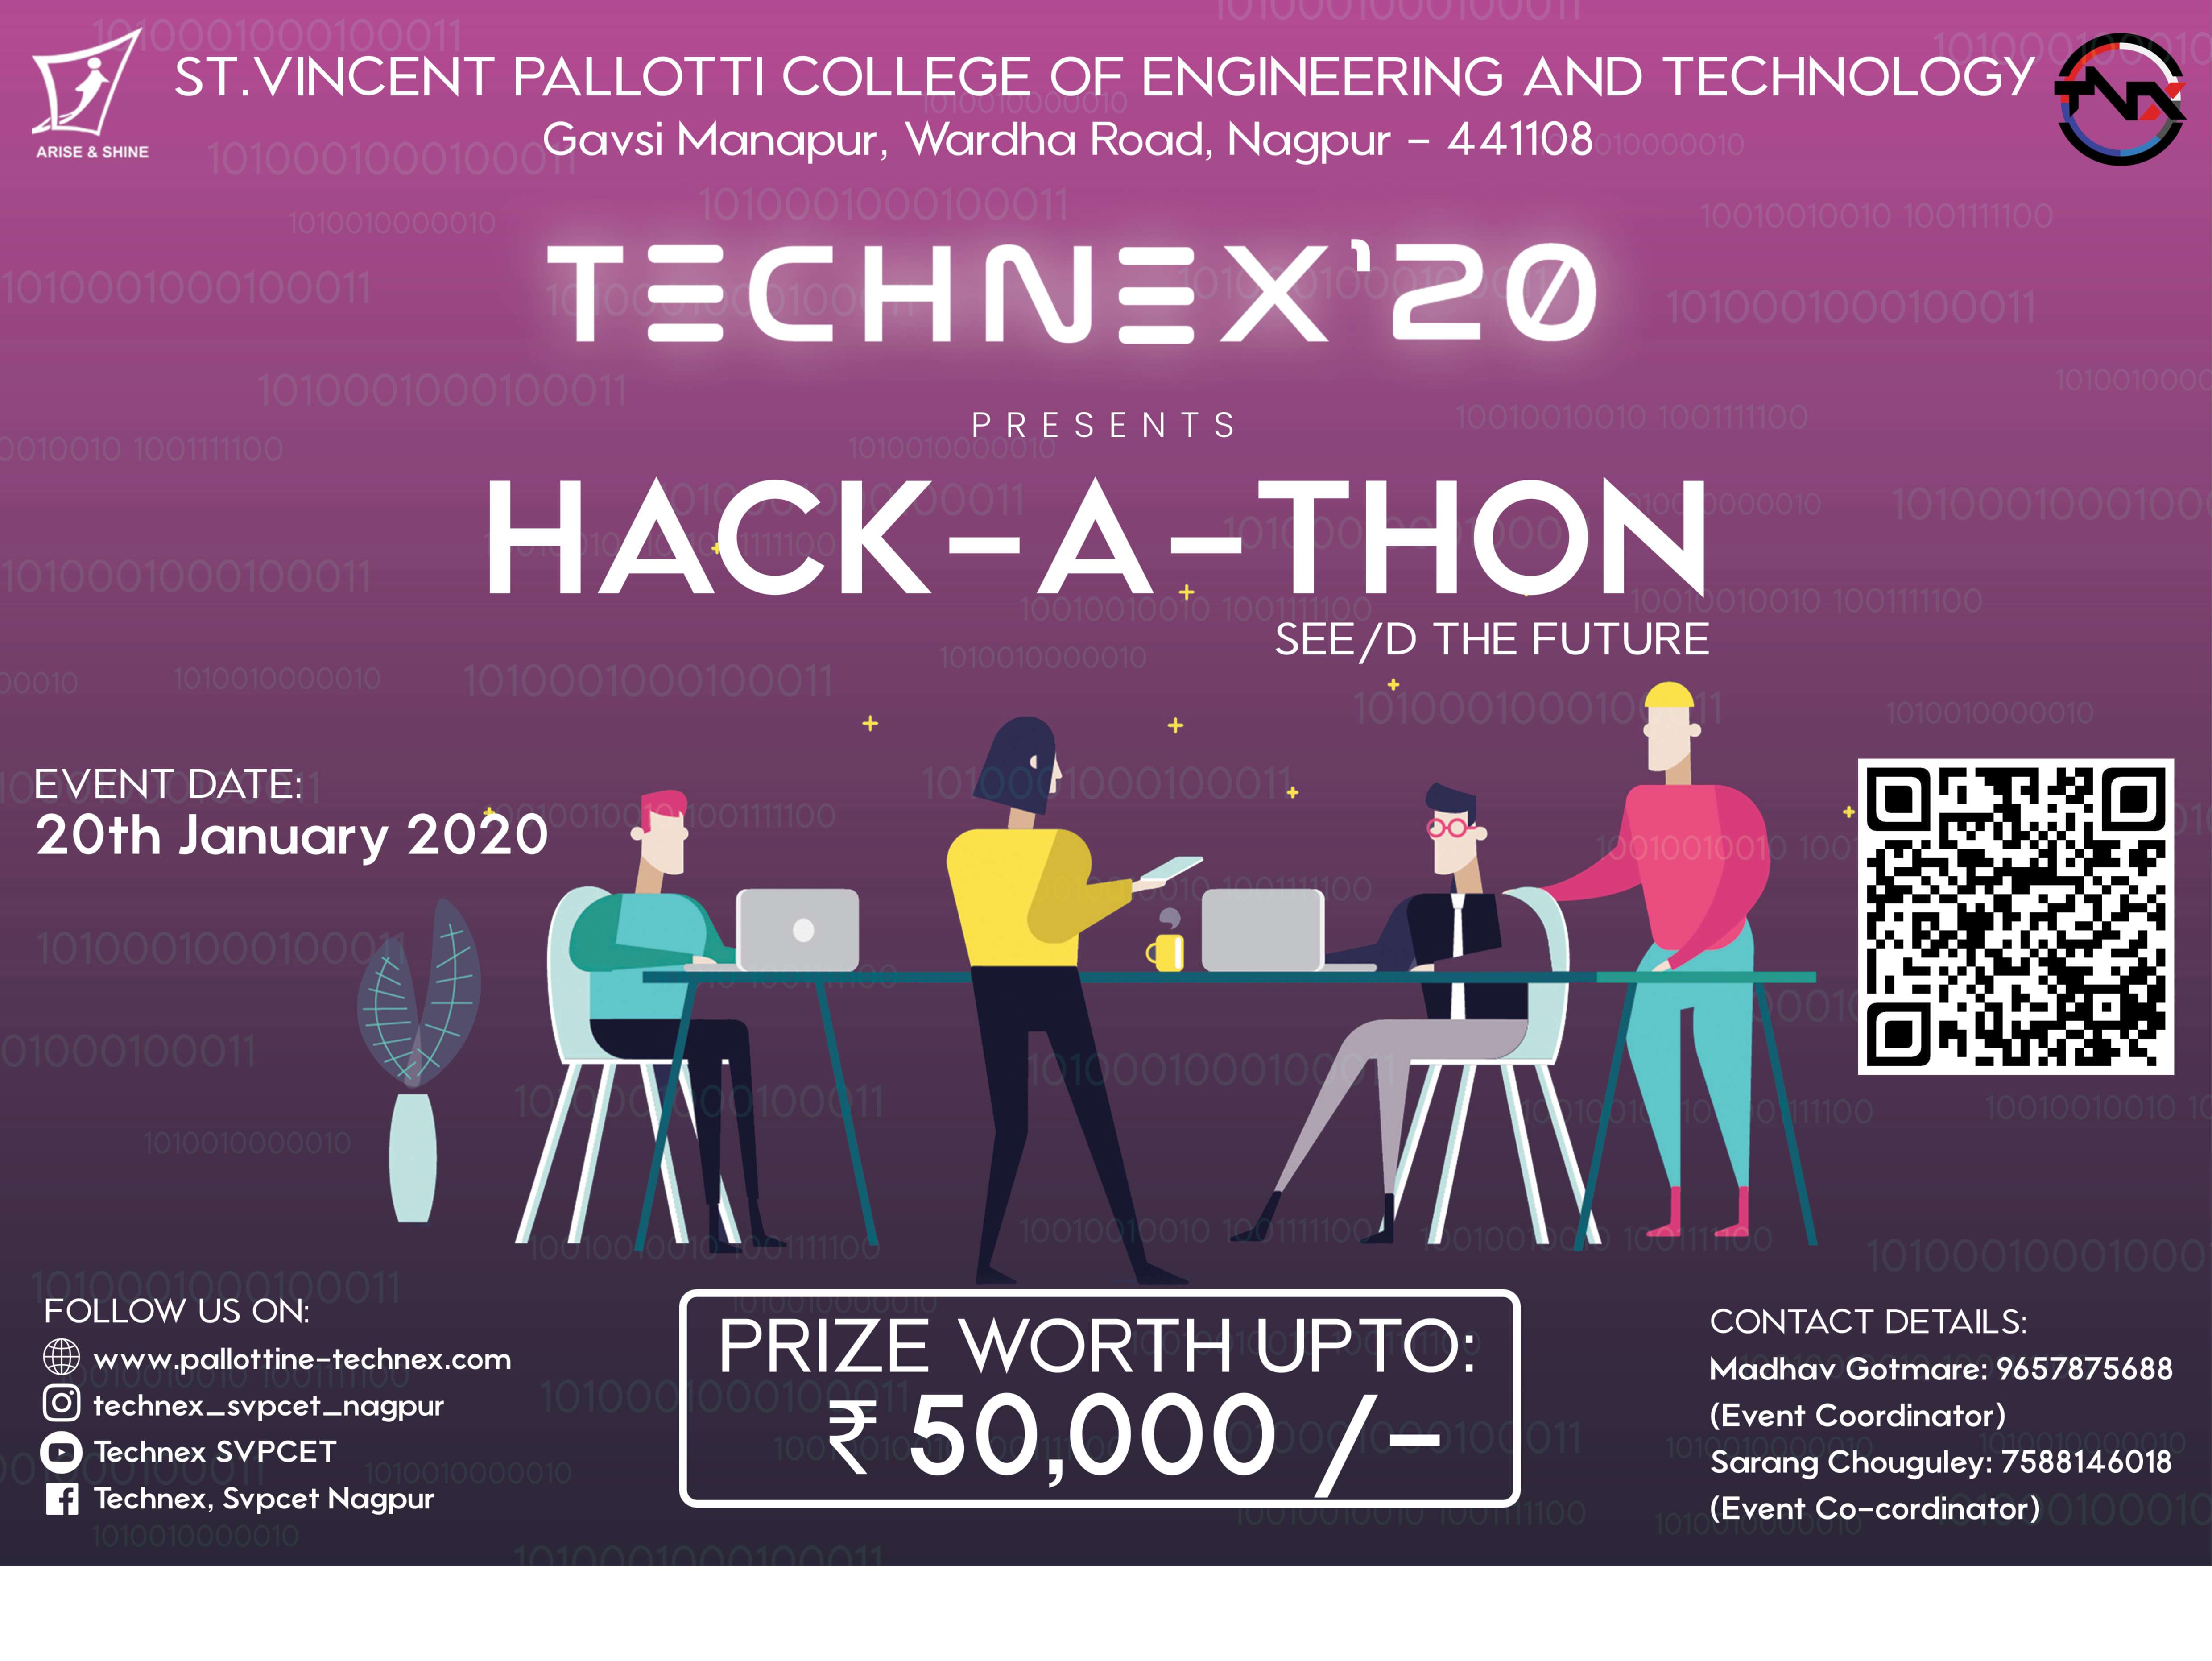 ST.VINCENT PALLOTTI COLLEGE OF ENGINEERING AND TECHNOLOGY
ARISE & SHINE
TNX
Gavsi Manapur, Wardha Road, Nagpur – 441108
TECHNEX'20
PRESENTS
HACK-A-THON
SEE/D THE FUTURE
EVENT DATE:
20th January 2020
FOLLOW US ON:
www.pallottine-technex.com
technex_svpcet_nagpur
Technex SVPCET
Technex, Svpcet Nagpur
PRIZE WORTH UPTO:
₹ 50,000 /-
CONTACT DETAILS:
Madhav Gotmare: 9657875688
(Event Coordinator)
Sarang Chouguley: 7588146018
(Event Co-cordinator)